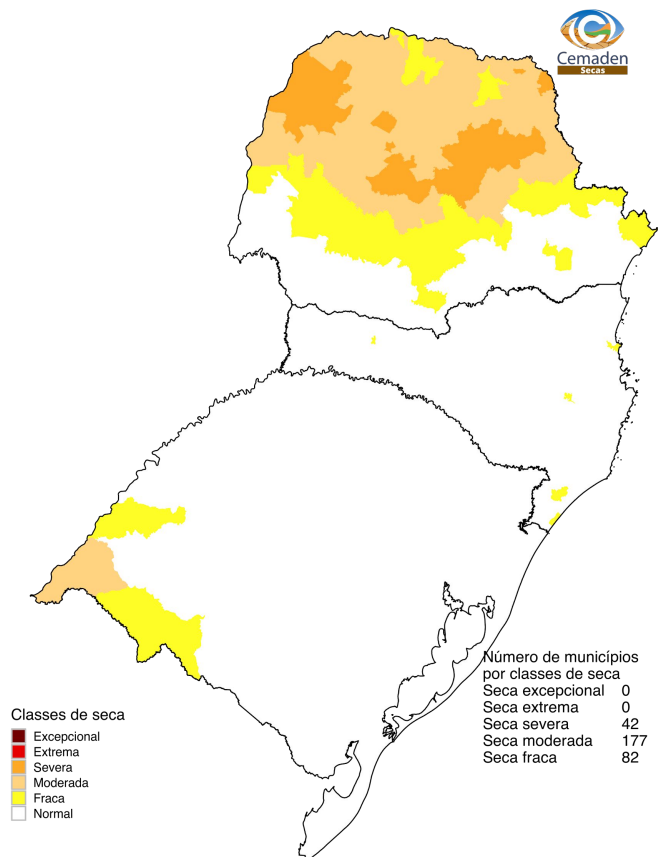 Cemaden
Secas
Número de municípios
por classes de seca
Seca excepcional 0
Seca extrema 0
Seca severa 42
Seca moderada 177
Seca fraca 82
Classes de seca
Excepcional
Extrema
Severa
Moderada
Fraca
Normal